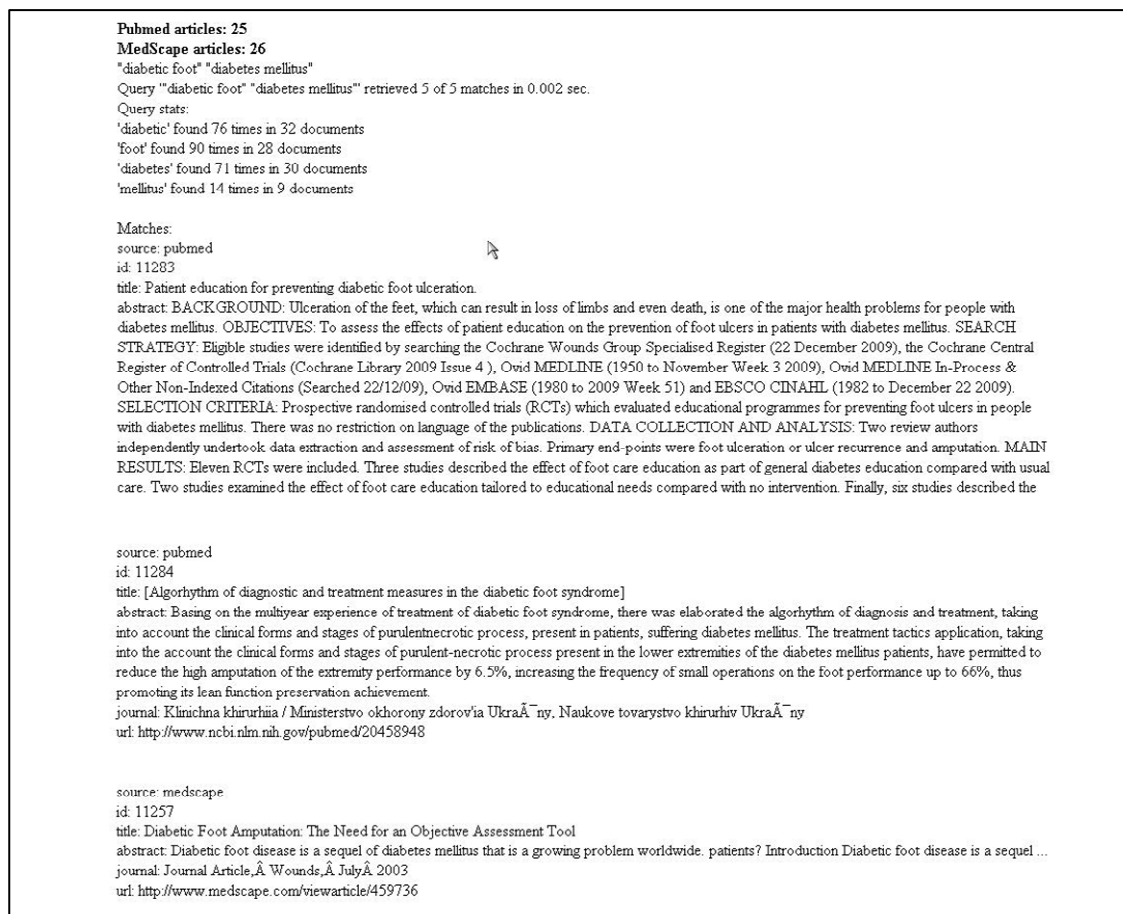 Pubmed articles: 25
MedScape articles: 26
"diabetic foot" "diabetes mellitus"
Query '"diabetic foot" "diabetes mellitus"' retrieved 5 of 5 matches in 0.002 sec.
Query stats:
'diabetic' found 76 times in 32 documents
'foot' found 90 times in 28 documents
'diabetes' found 71 times in 30 documents
'mellitus' found 14 times in 9 documents
Matches:
source: pubmed
id: 11283
title: Patient education for preventing diabetic foot ulceration.
abstract: BACKGROUND: Ulceration of the feet, which can result in loss of limbs and even death, is one of the major health problems for people with
diabetes mellitus. OBJECTIVES: To assess the effects of patient education on the prevention of foot ulcers in patients with diabetes mellitus. SEARCH
STRATEGY: Eligible studies were identified by searching the Cochrane Wounds Group Specialised Register (22 December 2009), the Cochrane Central
Register of Controlled Trials (Cochrane Library 2009 Issue 4 ), Ovid MEDLINE (1950 to November Week 3 2009), Ovid MEDLINE In-Process &
Other Non-Indexed Citations (Searched 22/12/09), Ovid EMBASE (1980 to 2009 Week 51) and EBSCO CINAHL (1982 to December 22 2009).
SELECTION CRITERIA: Prospective randomised controlled trials (RCTs) which evaluated educational programmes for preventing foot ulcers in people
with diabetes mellitus. There was no restriction on language of the publications. DATA COLLECTION AND ANALYSIS: Two review authors
independently undertook data extraction and assessment of risk of bias. Primary end-points were foot ulceration or ulcer recurrence and amputation. MAIN
RESULTS: Eleven RCTs were included. Three studies described the effect of foot care education as part of general diabetes education compared with usual
care. Two studies examined the effect of foot care education tailored to educational needs compared with no intervention. Finally, six studies described the
source: pubmed
id: 11284
title: [Algorhythm of diagnostic and treatment measures in the diabetic foot syndrome]
abstract: Basing on the multiyear experience of treatment of diabetic foot syndrome, there was elaborated the algorhythm of diagnosis and treatment, taking
into account the clinical forms and stages of purulentnecrotic process, present in patients, suffering diabetes mellitus. The treatment tactics application, taking
into the account the clinical forms and stages of purulent-necrotic process present in the lower extremities of the diabetes mellitus patients, have permitted to
reduce the high amputation of the extremity performance by 6.5%, increasing the frequency of small operations on the foot performance up to 66%, thus
promoting its lean function preservation achievement.
journal: Klinichna khirurhiia / Ministerstvo okhorony zdorov'ia UkraÃ¯ny, Naukove tovarystvo khirurhiv UkraÃ¯ny
url: http://www.ncbi.nlm.nih.gov/pubmed/20458948
source: medscape
id: 11257
title: Diabetic Foot Amputation: The Need for an Objective Assessment Tool
abstract: Diabetic foot disease is a sequel of diabetes mellitus that is a growing problem worldwide. patients? Introduction Diabetic foot disease is a sequel ...
journal: Journal Article,Â Wounds,Â JulyÂ 2003
url: http://www.medscape.com/viewarticle/459736